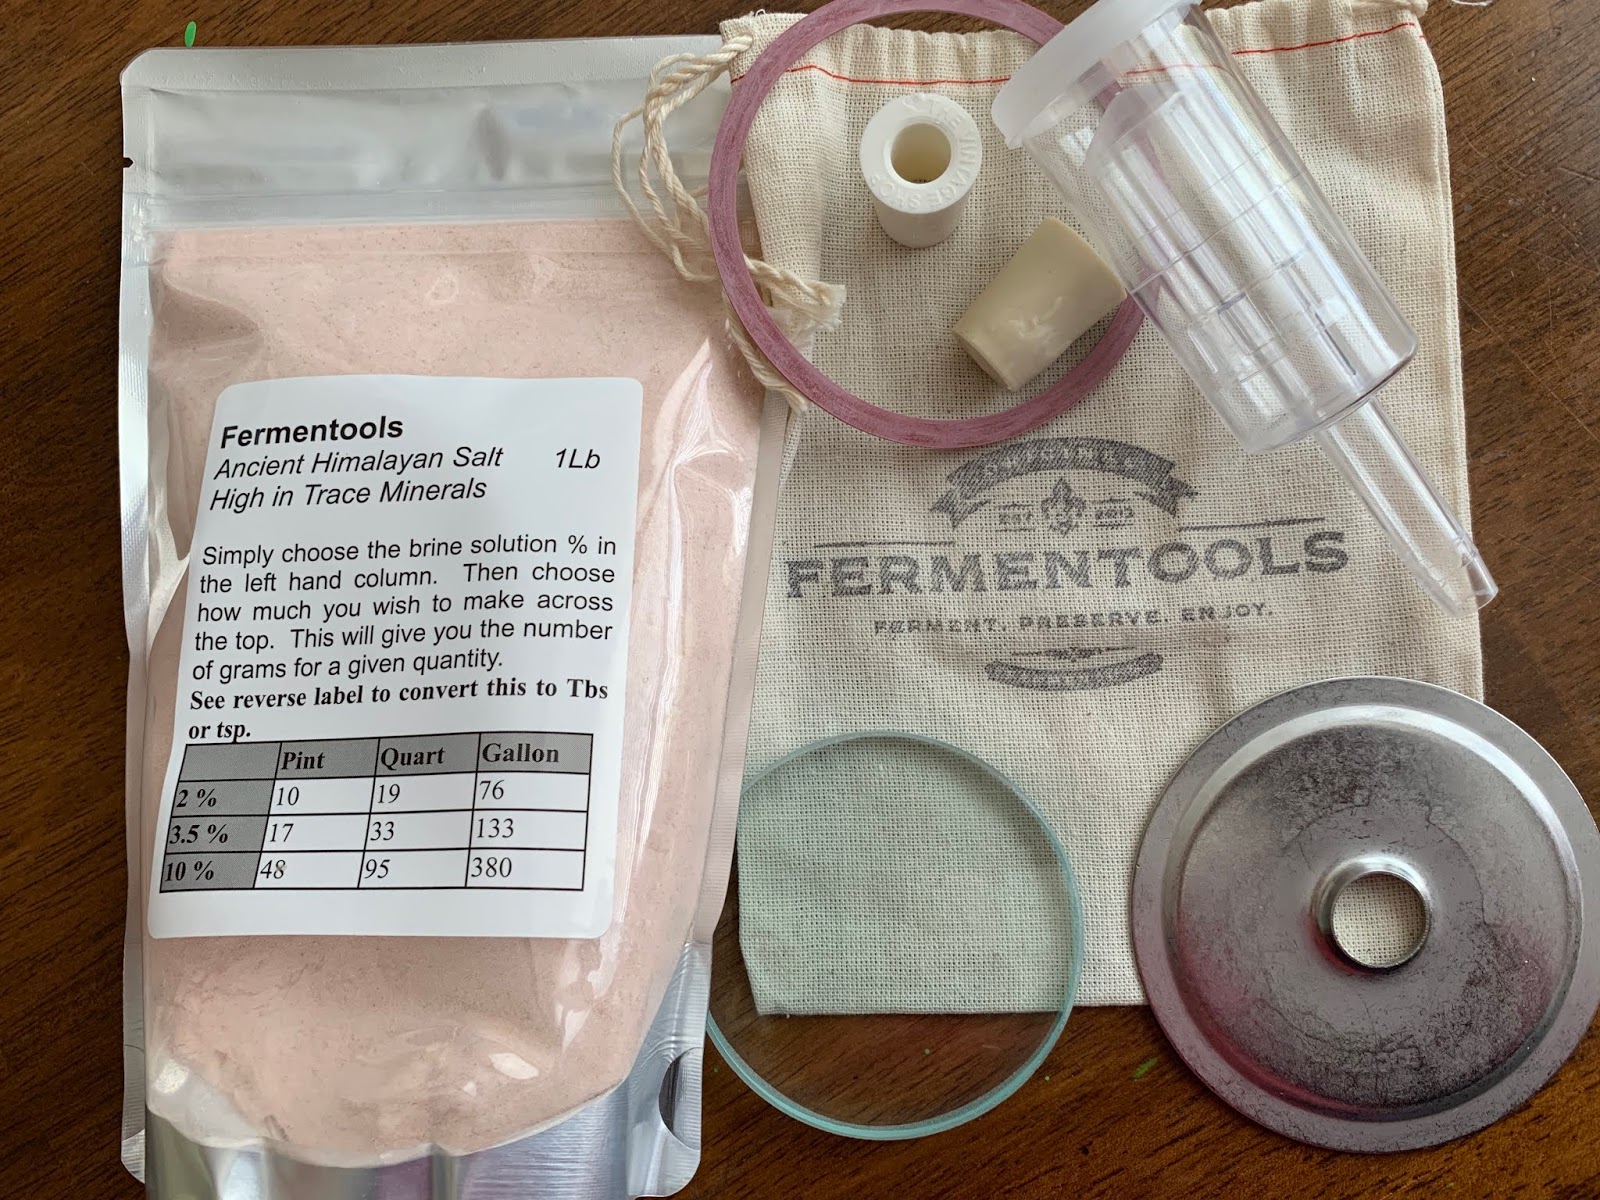 Fermentools
Ancient Himalayan Salt 1Lb
High in Trace Minerals
Simply choose the brine solution % in
the left hand column. Then choose
how much you wish to make across
the top. This will give you the number
of grams for a given quantity.
See reverse label to convert this to Tbs
or tsp.
Pint Quart Gallon
2 % 10 19 76
3.5 % 17 33 133
10 % 48 95 380
EST 2013
FERMENTOOLS
FERMENT. PRESERVE. ENJOY.